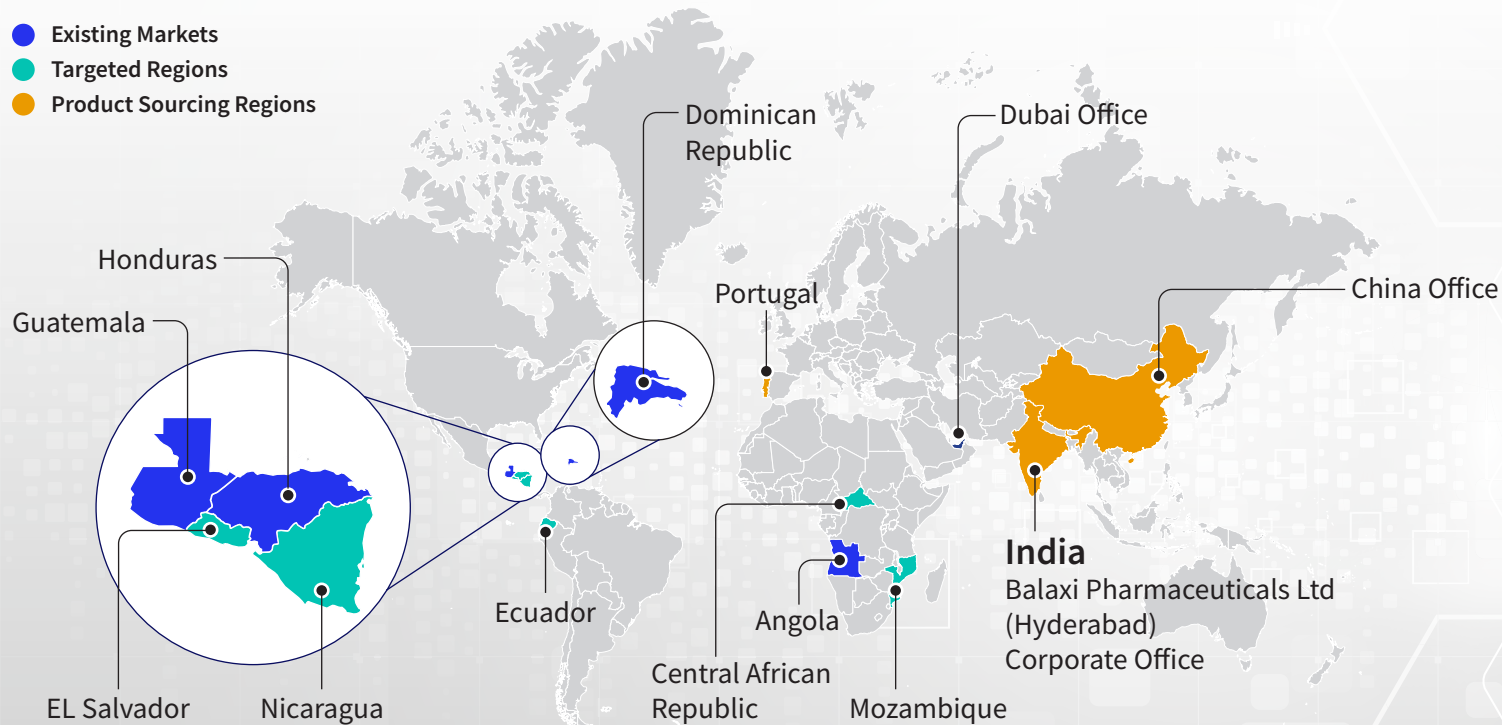 Existing Markets
Targeted Regions
Product Sourcing Regions
Dominican
Republic
Dubai Office
Honduras
Portugal
China Office
Guatemala
India
Balaxi Pharmaceuticals Ltd
(Hyderabad)
Corporate Office
Ecuador
Angola
Central African
Republic
Mozambique
EL Salvador
Nicaragua